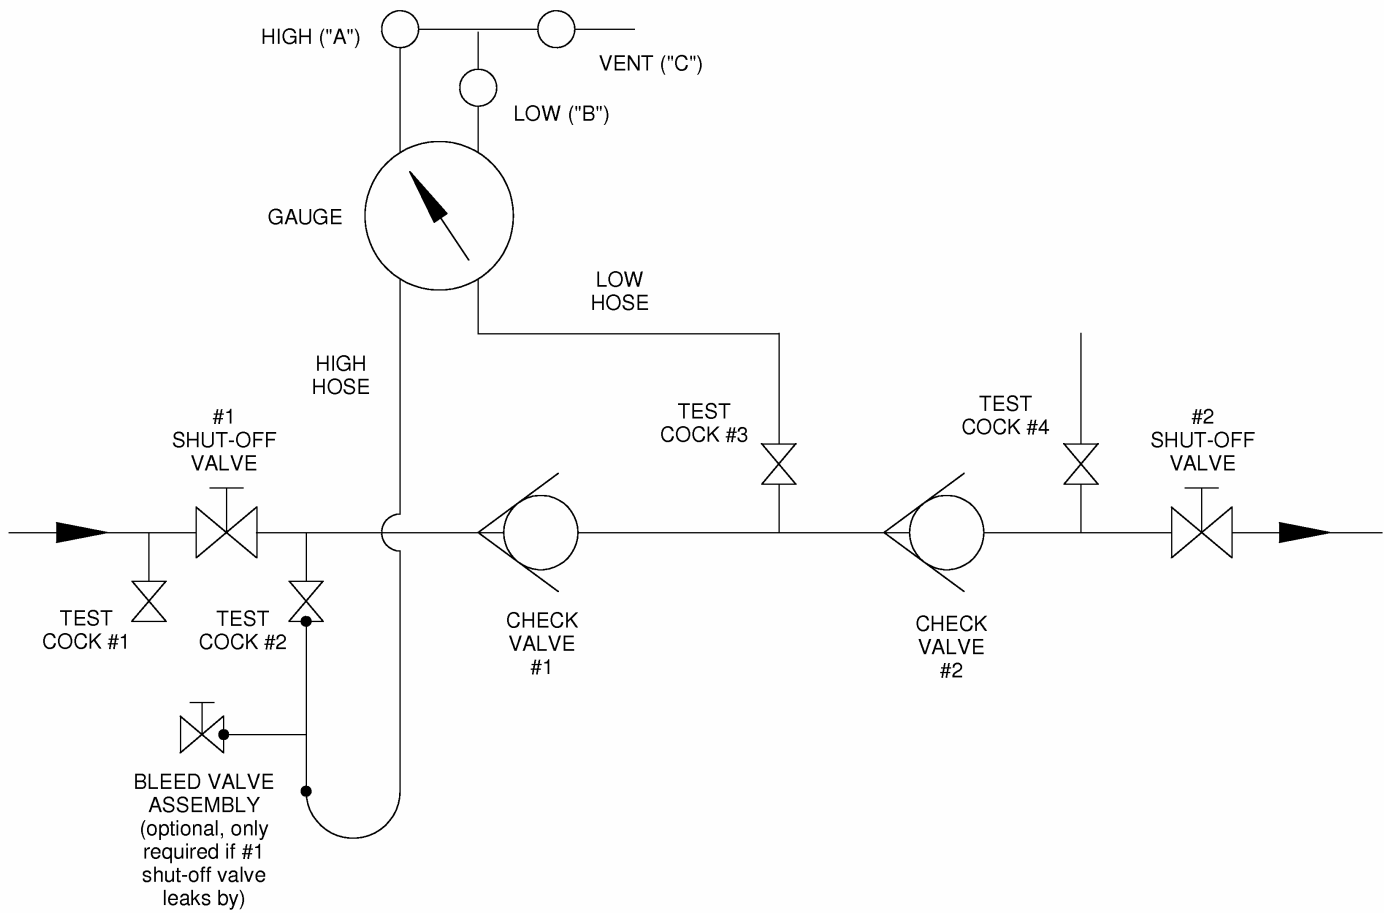 HIGH ("A")
VENT ("C")
LOW ("B")
GAUGE
LOW
HOSE
HIGH
HOSE
#1
SHUT-OFF
VALVE
TEST
COCK #3
TEST
COCK #4
#2
SHUT-OFF
VALVE
TEST
COCK #1
TEST
COCK #2
CHECK
VALVE
#1
CHECK
VALVE
#2
BLEED VALVE
ASSEMBLY
(optional, only
required if #1
shut-off valve
leaks by)